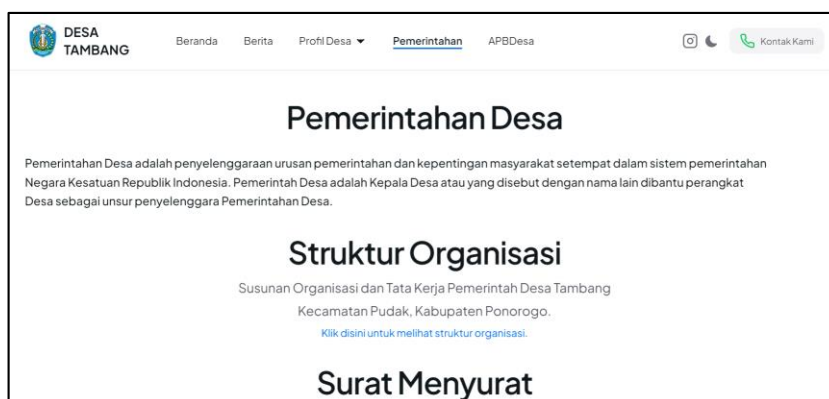 DESA
TAMBANG
Beranda Berita Profil Desa Pemerintahan APBDesa Kontak Kami
Pemerintahan Desa
Pemerintahan Desa adalah penyelenggaraan urusan pemerintahan dan kepentingan masyarakat setempat dalam sistem pemerintahan
Negara Kesatuan Republik Indonesia. Pemerintah Desa adalah Kepala Desa atau yang disebut dengan nama lain dibantu perangkat
Desa sebagai unsur penyelenggara Pemerintahan Desa.
Struktur Organisasi
Susunan Organisasi dan Tata Kerja Pemerintah Desa Tambang
Kecamatan Pudak, Kabupaten Ponorogo.
Klik disini untuk melihat struktur organisasi.
Surat Menyurat